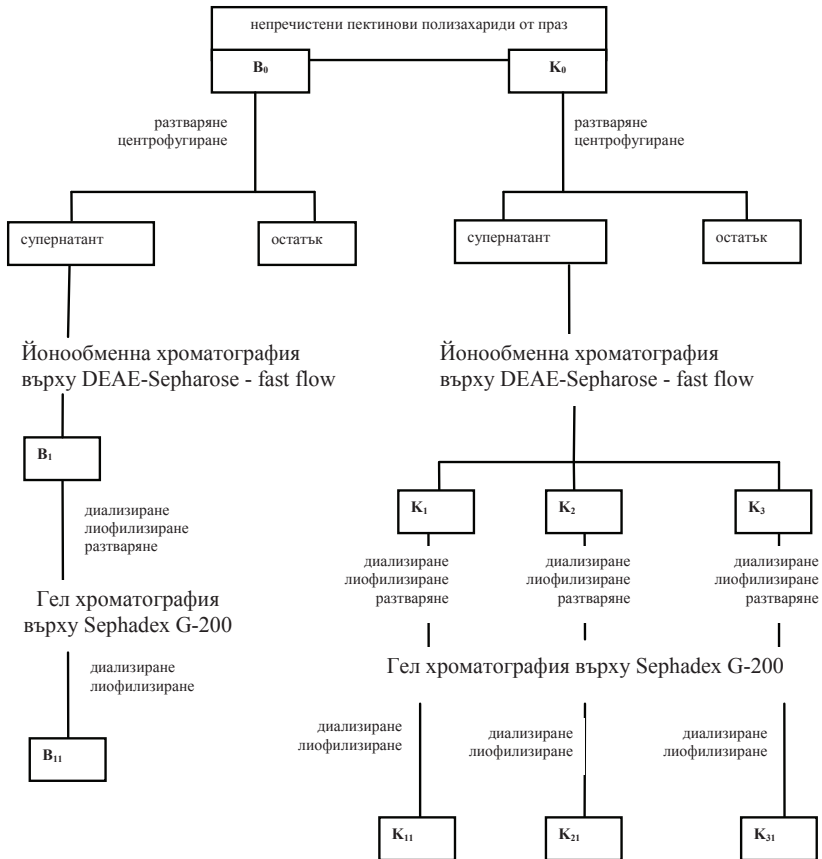 непречистени пектинови полизахариди от праз
B₀
K₀
разтваряне
центрофугиране
разтваряне
центрофугиране
супернатант
остатък
супернатант
остатък
Йонообменна хроматография
върху DEAE-Sepharose - fast flow
Йонообменна хроматография
върху DEAE-Sepharose - fast flow
B₁
K₁
K₂
K₃
диализиране
лиофилизиране
разтваряне
диализиране
лиофилизиране
разтваряне
диализиране
лиофилизиране
разтваряне
диализиране
лиофилизиране
разтваряне
Гел хроматография
върху Sephadex G-200
Гел хроматография върху Sephadex G-200
диализиране
лиофилизиране
диализиране
лиофилизиране
диализиране
лиофилизиране
диализиране
лиофилизиране
B₁₁
K₁₁
K₂₁
K₃₁